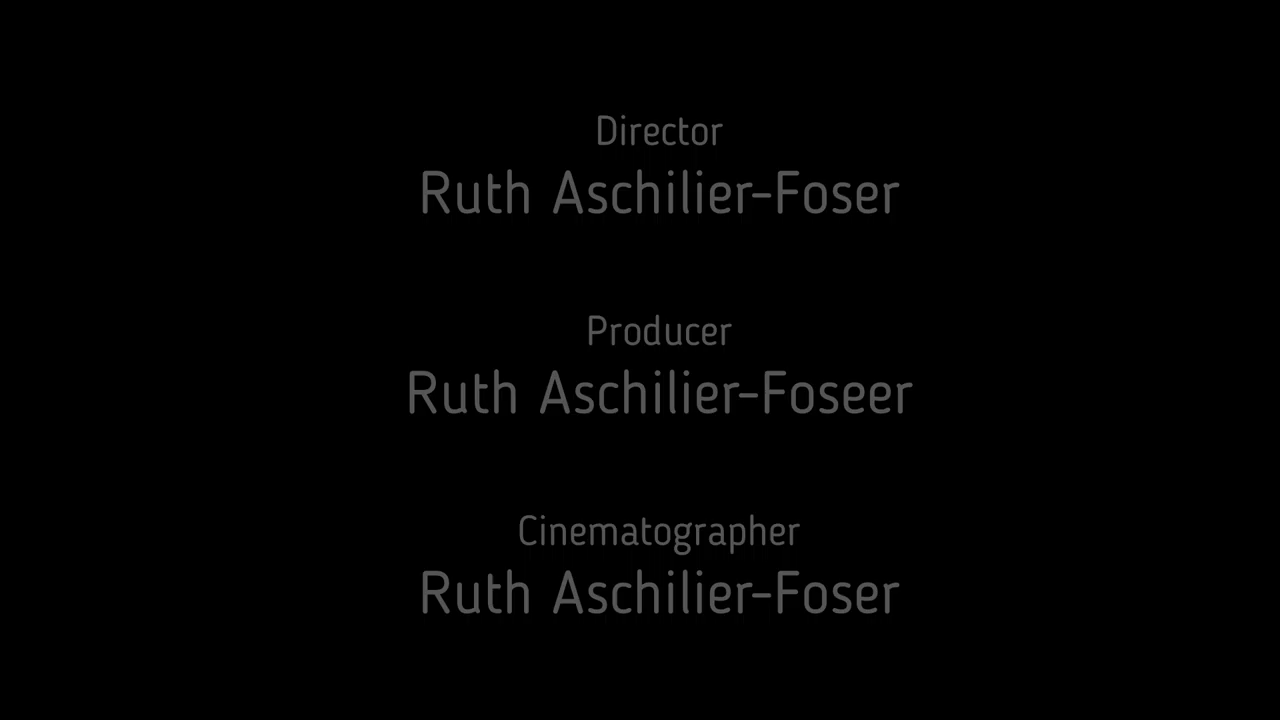 Director
Ruth Aschilier-Foser
Producer
Ruth Aschilier-Foseer
Cinematographer
Ruth Aschilier-Foser